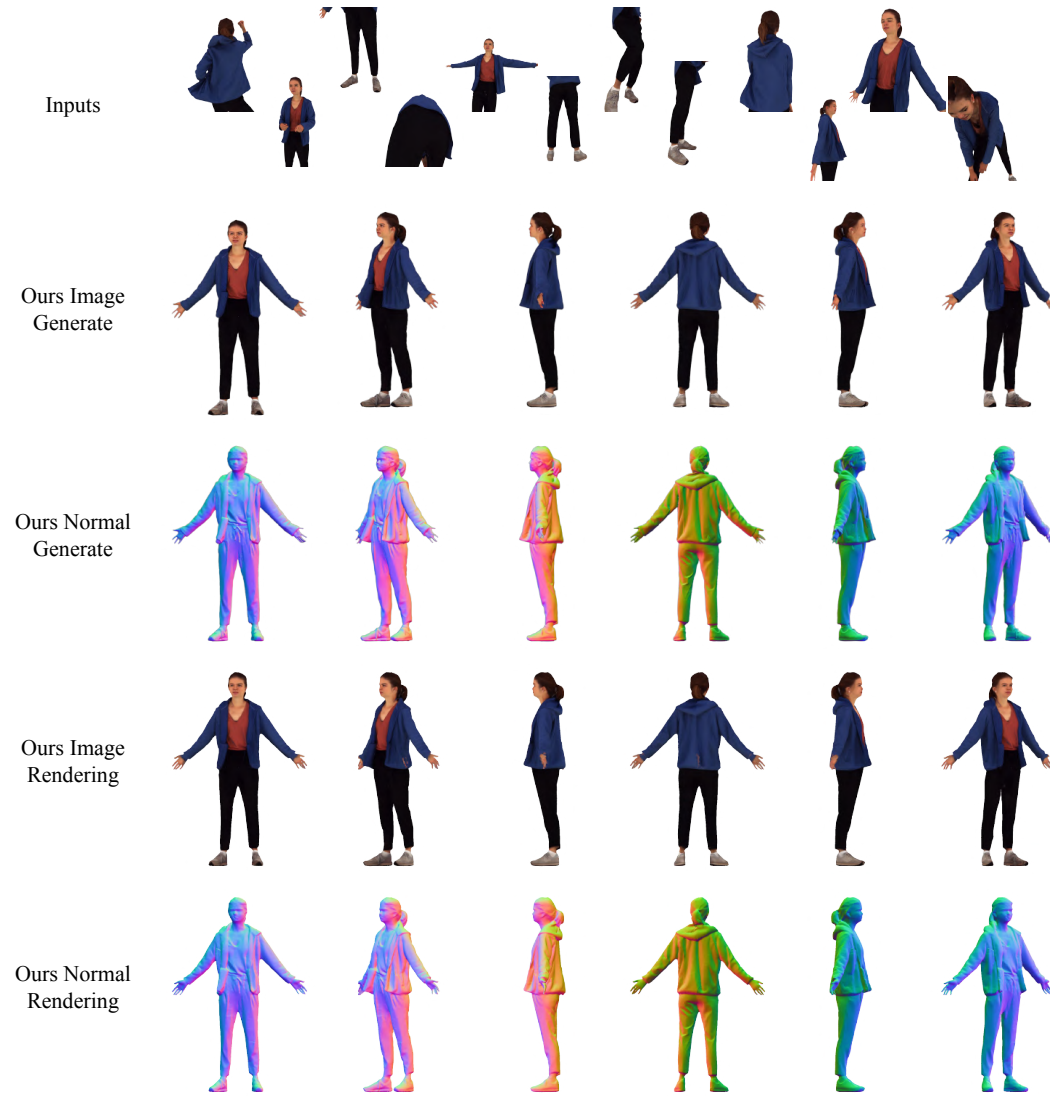 Inputs
Ours Image
Generate
Ours Normal
Generate
Ours Image
Rendering
Ours Normal
Rendering